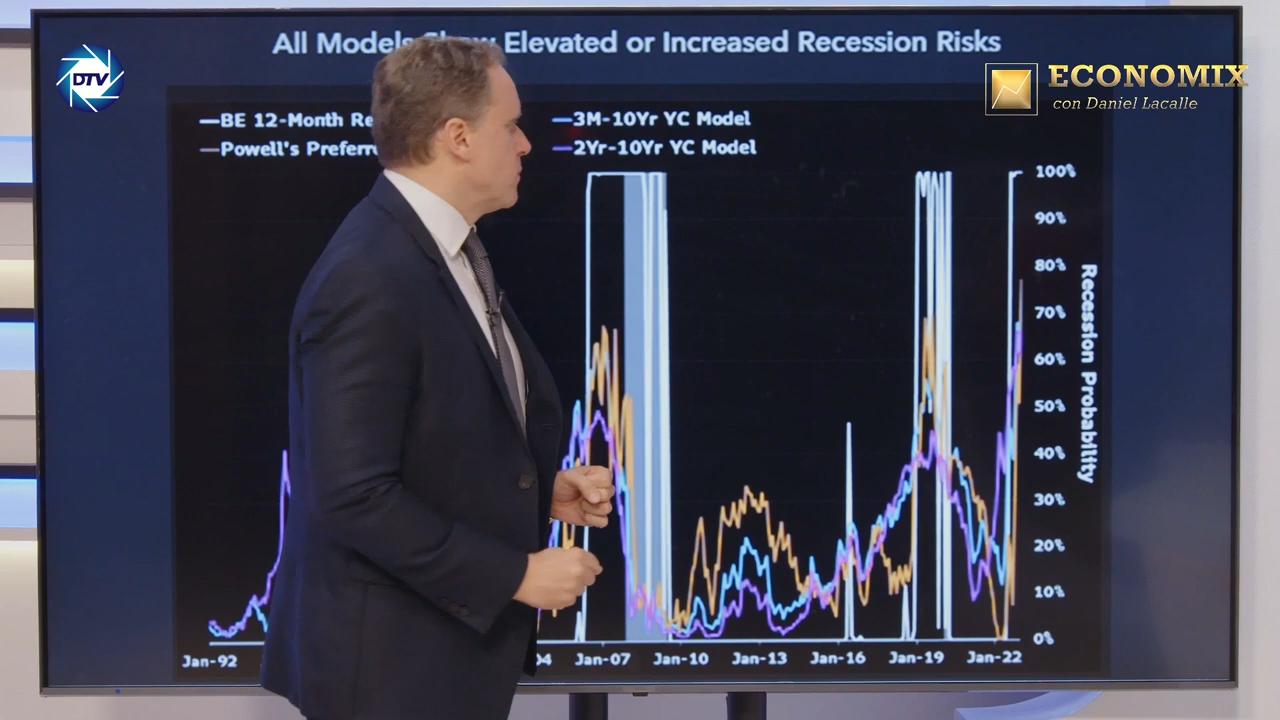 All Models Show Elevated or Increased Recession Risks
DTV
ECONOMIX
con Daniel Lacalle
BE 12-Month
3M-10Yr YC Model
Powell's
2Yr-10Yr YC Model
100%
90%
80%
70%
60%
50%
40%
30%
20%
10%
0%
Recession Probability
Jan-92
04
Jan-07
Jan-10
Jan-13
Jan-16
Jan-19
Jan-22